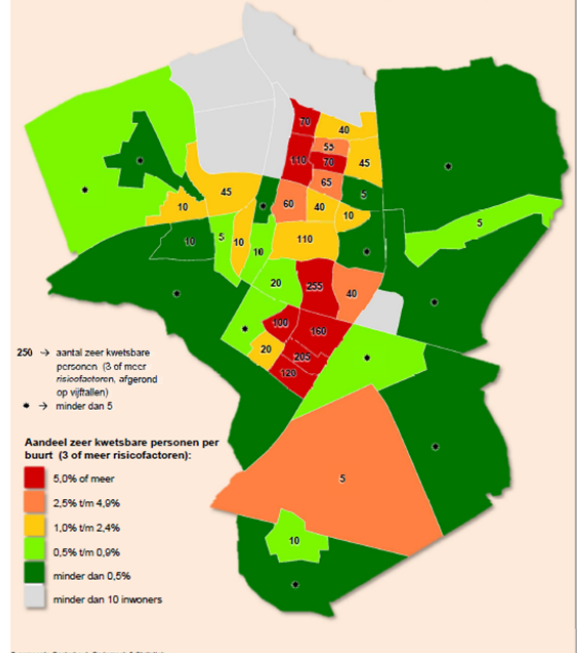 70
40
55
110
70
45
65
5
10
45
60
40
10
5
10
5
10
10
110
20
255
40
100
160
20
205
120
250 → aantal zeer kwetsbare
personen (3 of meer
risicofactoren, afgerond
op vijftallen)
* → minder dan 5
Aandeel zeer kwetsbare personen per
buurt (3 of meer risicofactoren):
5,0% of meer
5
2,5% t/m 4,9%
1,0% t/m 2,4%
0,5% t/m 0,9%
10
minder dan 0,5%
minder dan 10 inwoners